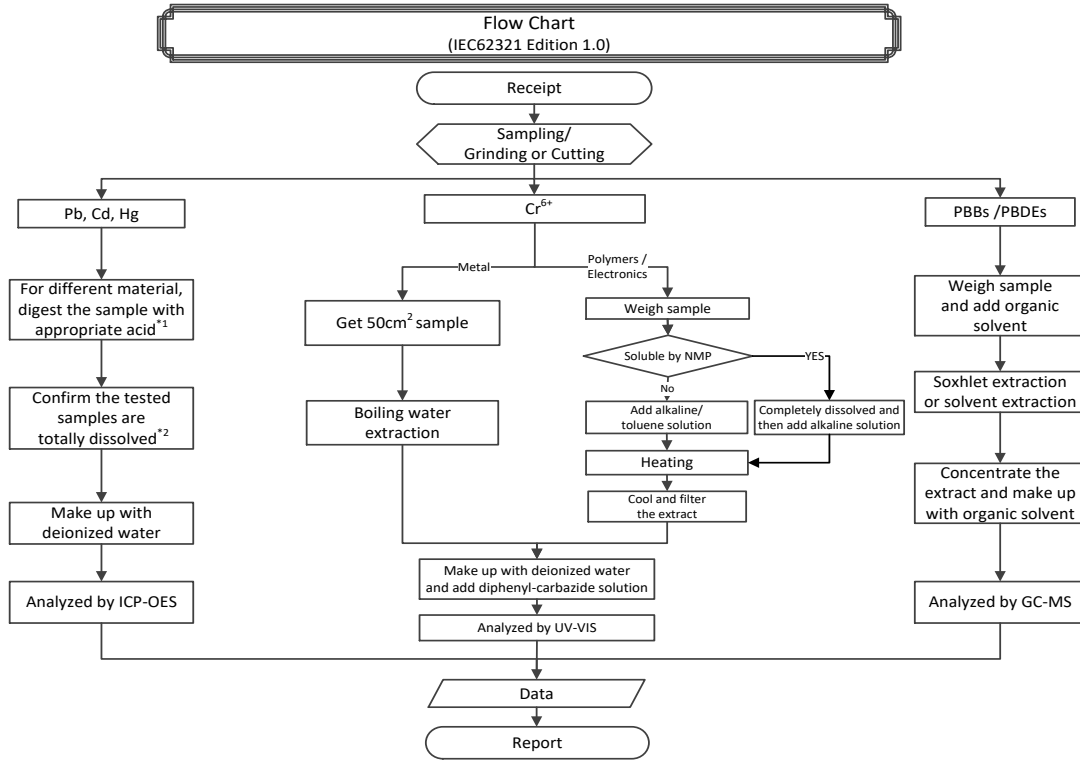 Flow Chart
(IEC62321 Edition 1.0)
Receipt
Sampling/
Grinding or Cutting
Pb, Cd, Hg
For different material,
digest the sample with
appropriate acid*1
Confirm the tested
samples are
totally dissolved*2
Make up with
deionized water
Analyzed by ICP-OES
Cr6+
Metal
Get 50cm2 sample
Boiling water
extraction
Polymers /
Electronics
Weigh sample
Soluble by NMP
YES
No
Add alkaline/
toluene solution
Completely dissolved and
then add alkaline solution
Heating
Cool and filter
the extract
Make up with deionized water
and add diphenyl-carbazide solution
Analyzed by UV-VIS
PBBs /PBDEs
Weigh sample
and add organic
solvent
Soxhlet extraction
or solvent extraction
Concentrate the
extract and make up
with organic solvent
Analyzed by GC-MS
Data
Report